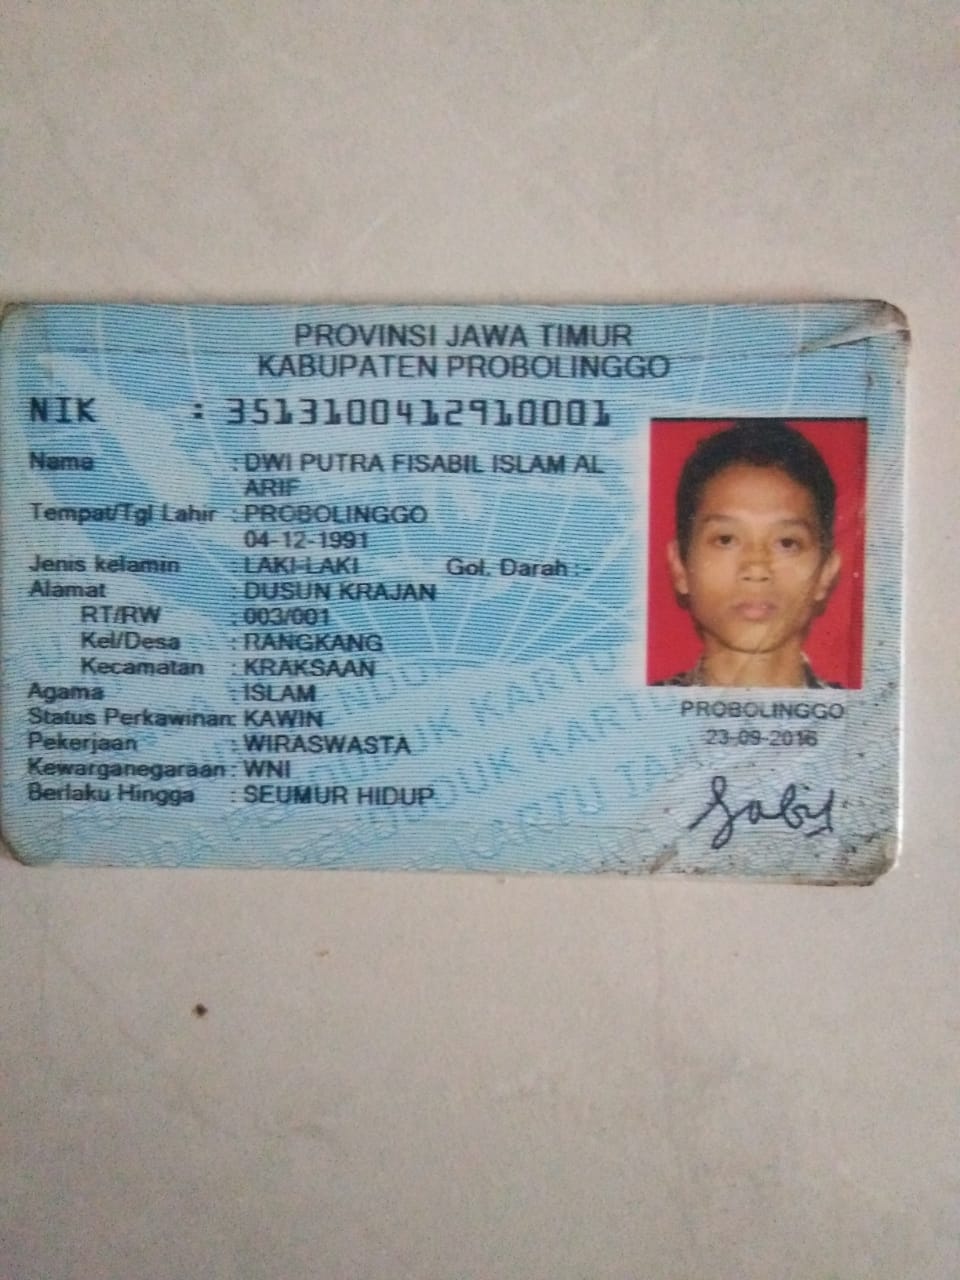 PROVINSI JAWA TIMUR
KABUPATEN PROBOLINGGO
NIK : 3513100412910001
Nama : DWI PUTRA FISABIL ISLAM AL
ARIF
Tempat/Tgl Lahir : PROBOLINGGO
04-12-1991
Jenis kelamin : LAKI-LAKI Gol. Darah :-
Alamat : DUSUN KRAJAN
RT/RW : 003/001
Kel/Desa : RANGKANG
Kecamatan : KRAKSAAN
Agama : ISLAM
Status Perkawinan: KAWIN
Pekerjaan : WIRASWASTA
Kewarganegaraan : WNI
Berlaku Hingga : SEUMUR HIDUP
PROBOLINGGO
23-09-2016
Sabil